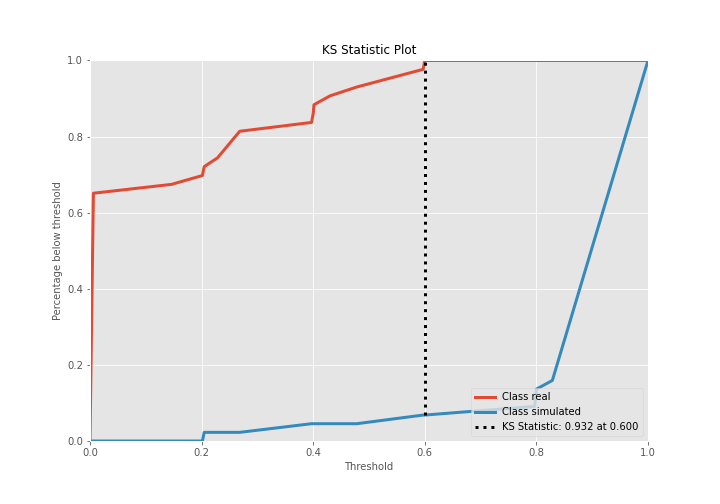 KS Statistic Plot
1.0
0.8
0.6
0.4
0.2
0.0
Percentage below threshold
Class real
Class simulated
KS Statistic: 0.932 at 0.600
0.0 0.2 0.4 0.6 0.8 1.0
Threshold